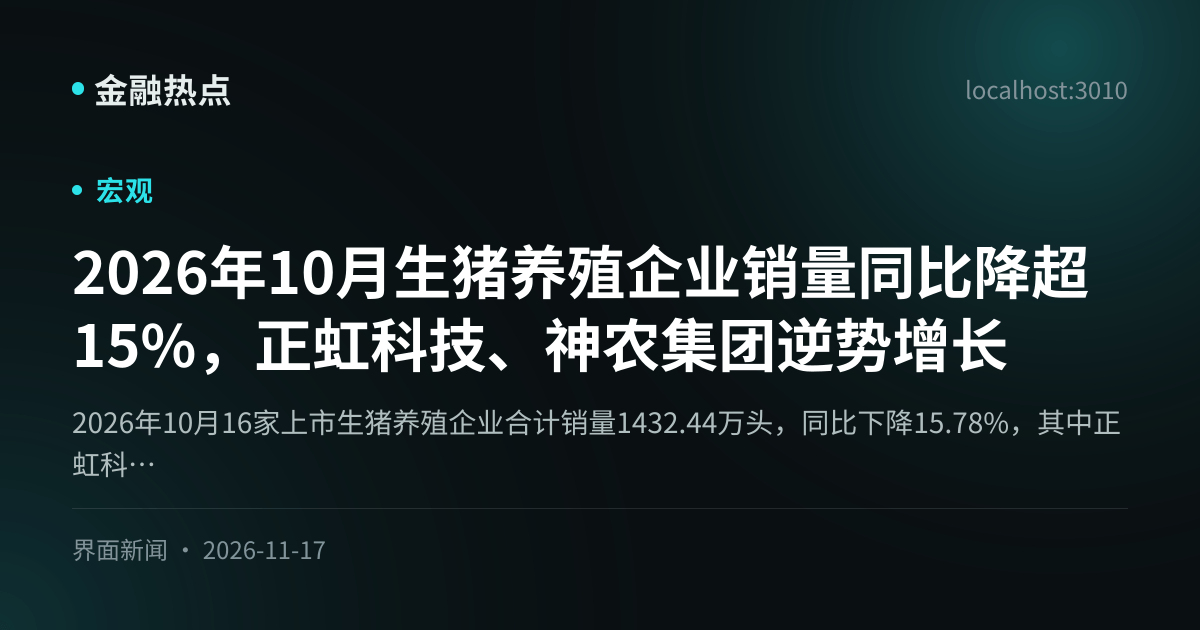 金融热点
localhost:3010
宏观
2026年10月生猪养殖企业销量同比降超
15%，正虹科技、神农集团逆势增长
2026年10月16家上市生猪养殖企业合计销量1432.44万头，同比下降15.78%，其中正
虹科…
界面新闻 • 2026-11-17